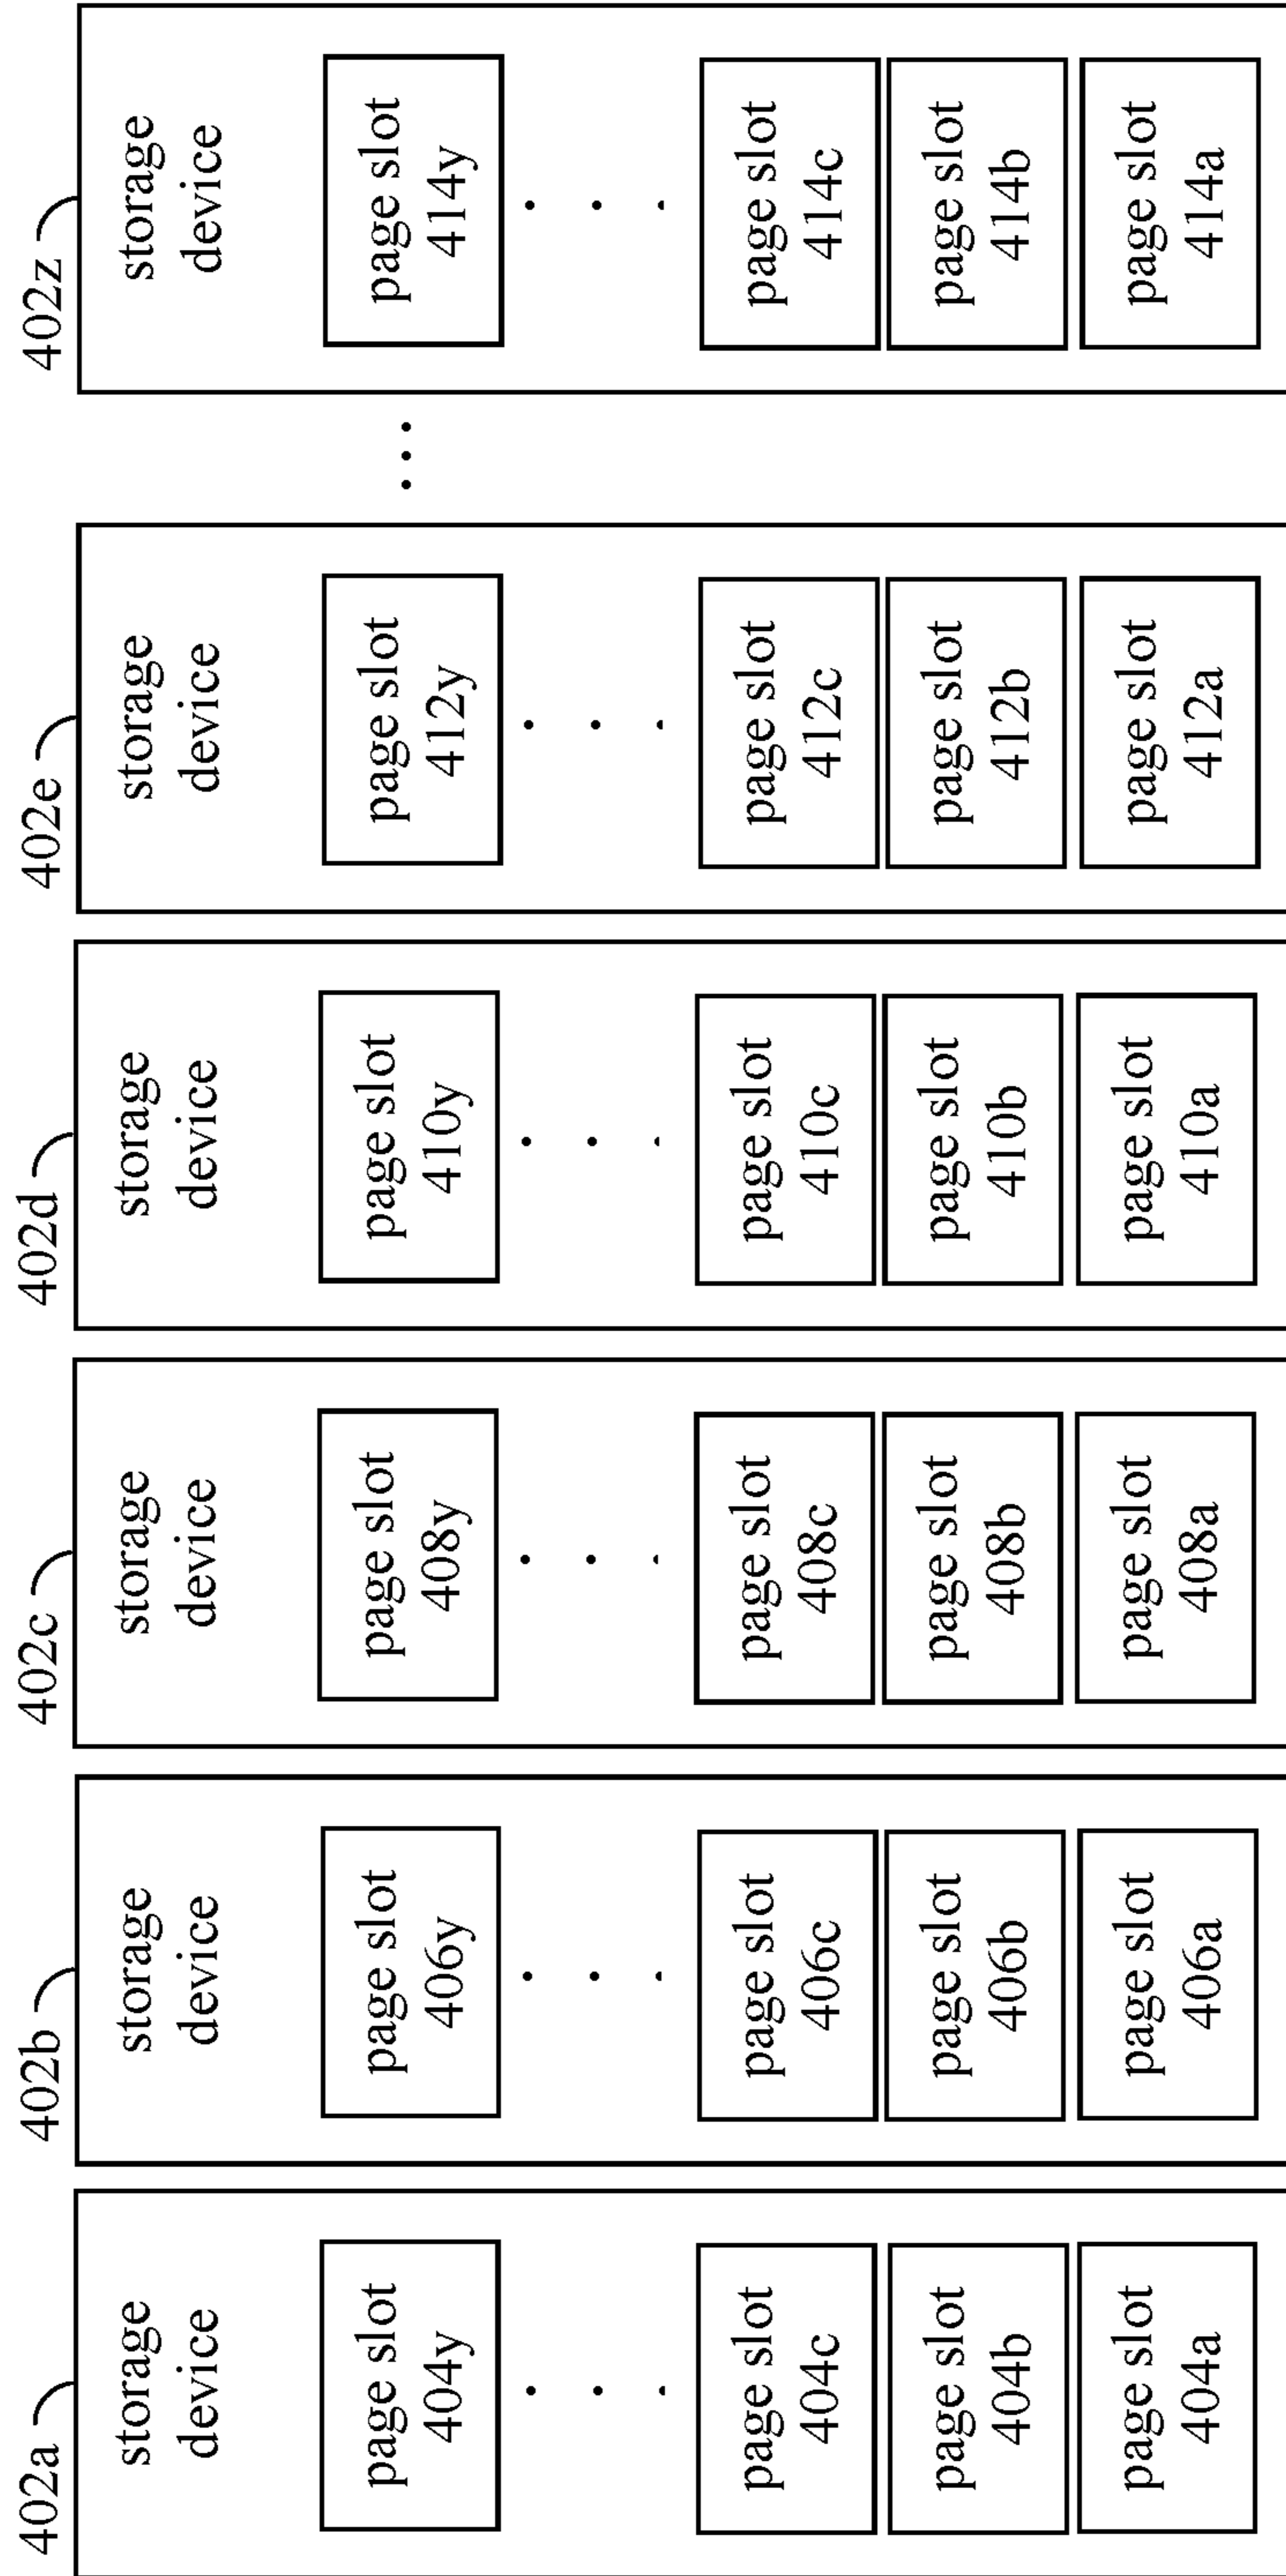 402a
storage
device
page slot
404y
page slot
404c
page slot
404b
page slot
404a
402b
storage
device
page slot
406y
page slot
406c
page slot
406b
page slot
406a
402c
storage
device
page slot
408y
page slot
408c
page slot
408b
page slot
408a
402d
storage
device
page slot
410y
page slot
410c
page slot
410b
page slot
410a
402e
storage
device
page slot
412y
page slot
412c
page slot
412b
page slot
412a
402z
storage
device
page slot
414y
page slot
414c
page slot
414b
page slot
414a